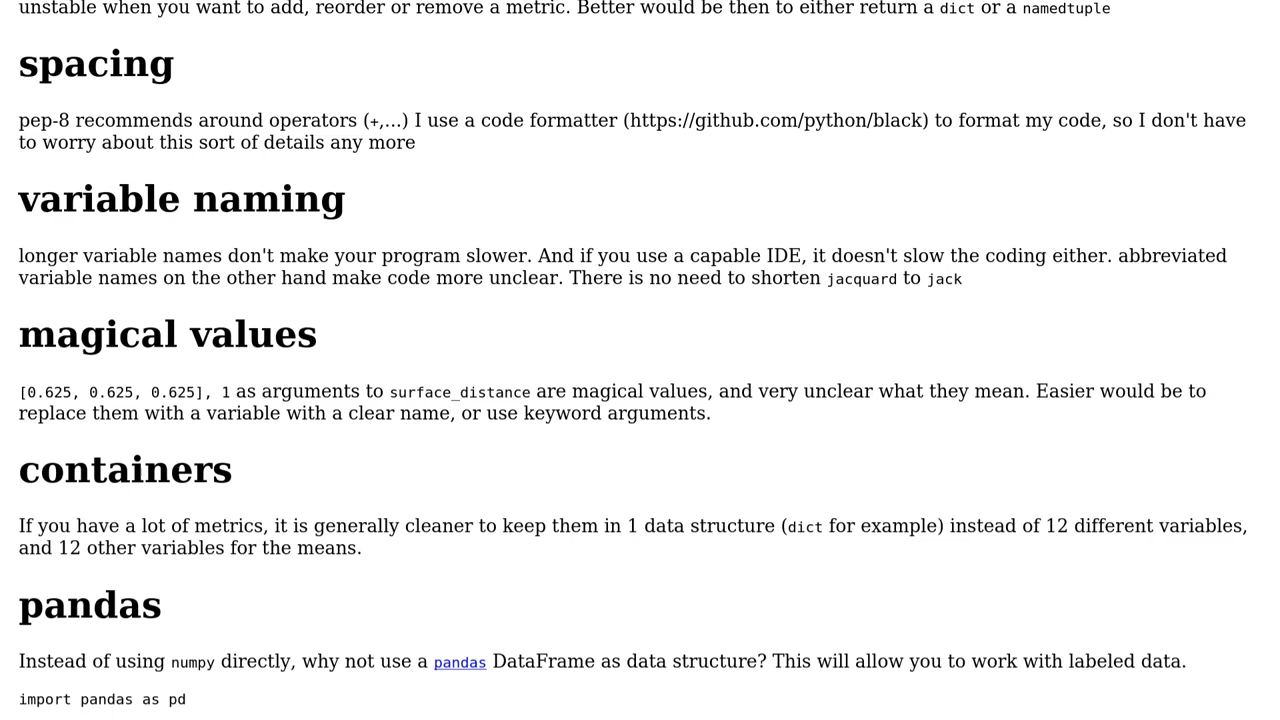 unstable when you want to add, reorder or remove a metric. Better would be then to either return a dict or a namedtuple
spacing
pep-8 recommends around operators (+,...) I use a code formatter (https://github.com/python/black) to format my code, so I don't have
to worry about this sort of details any more
variable naming
longer variable names don't make your program slower. And if you use a capable IDE, it doesn't slow the coding either. abbreviated
variable names on the other hand make code more unclear. There is no need to shorten jacquard to jack
magical values
[0.625, 0.625, 0.625], 1 as arguments to surface_distance are magical values, and very unclear what they mean. Easier would be to
replace them with a variable with a clear name, or use keyword arguments.
containers
If you have a lot of metrics, it is generally cleaner to keep them in 1 data structure (dict for example) instead of 12 different variables,
and 12 other variables for the means.
pandas
Instead of using numpy directly, why not use a pandas DataFrame as data structure? This will allow you to work with labeled data.
import pandas as pd